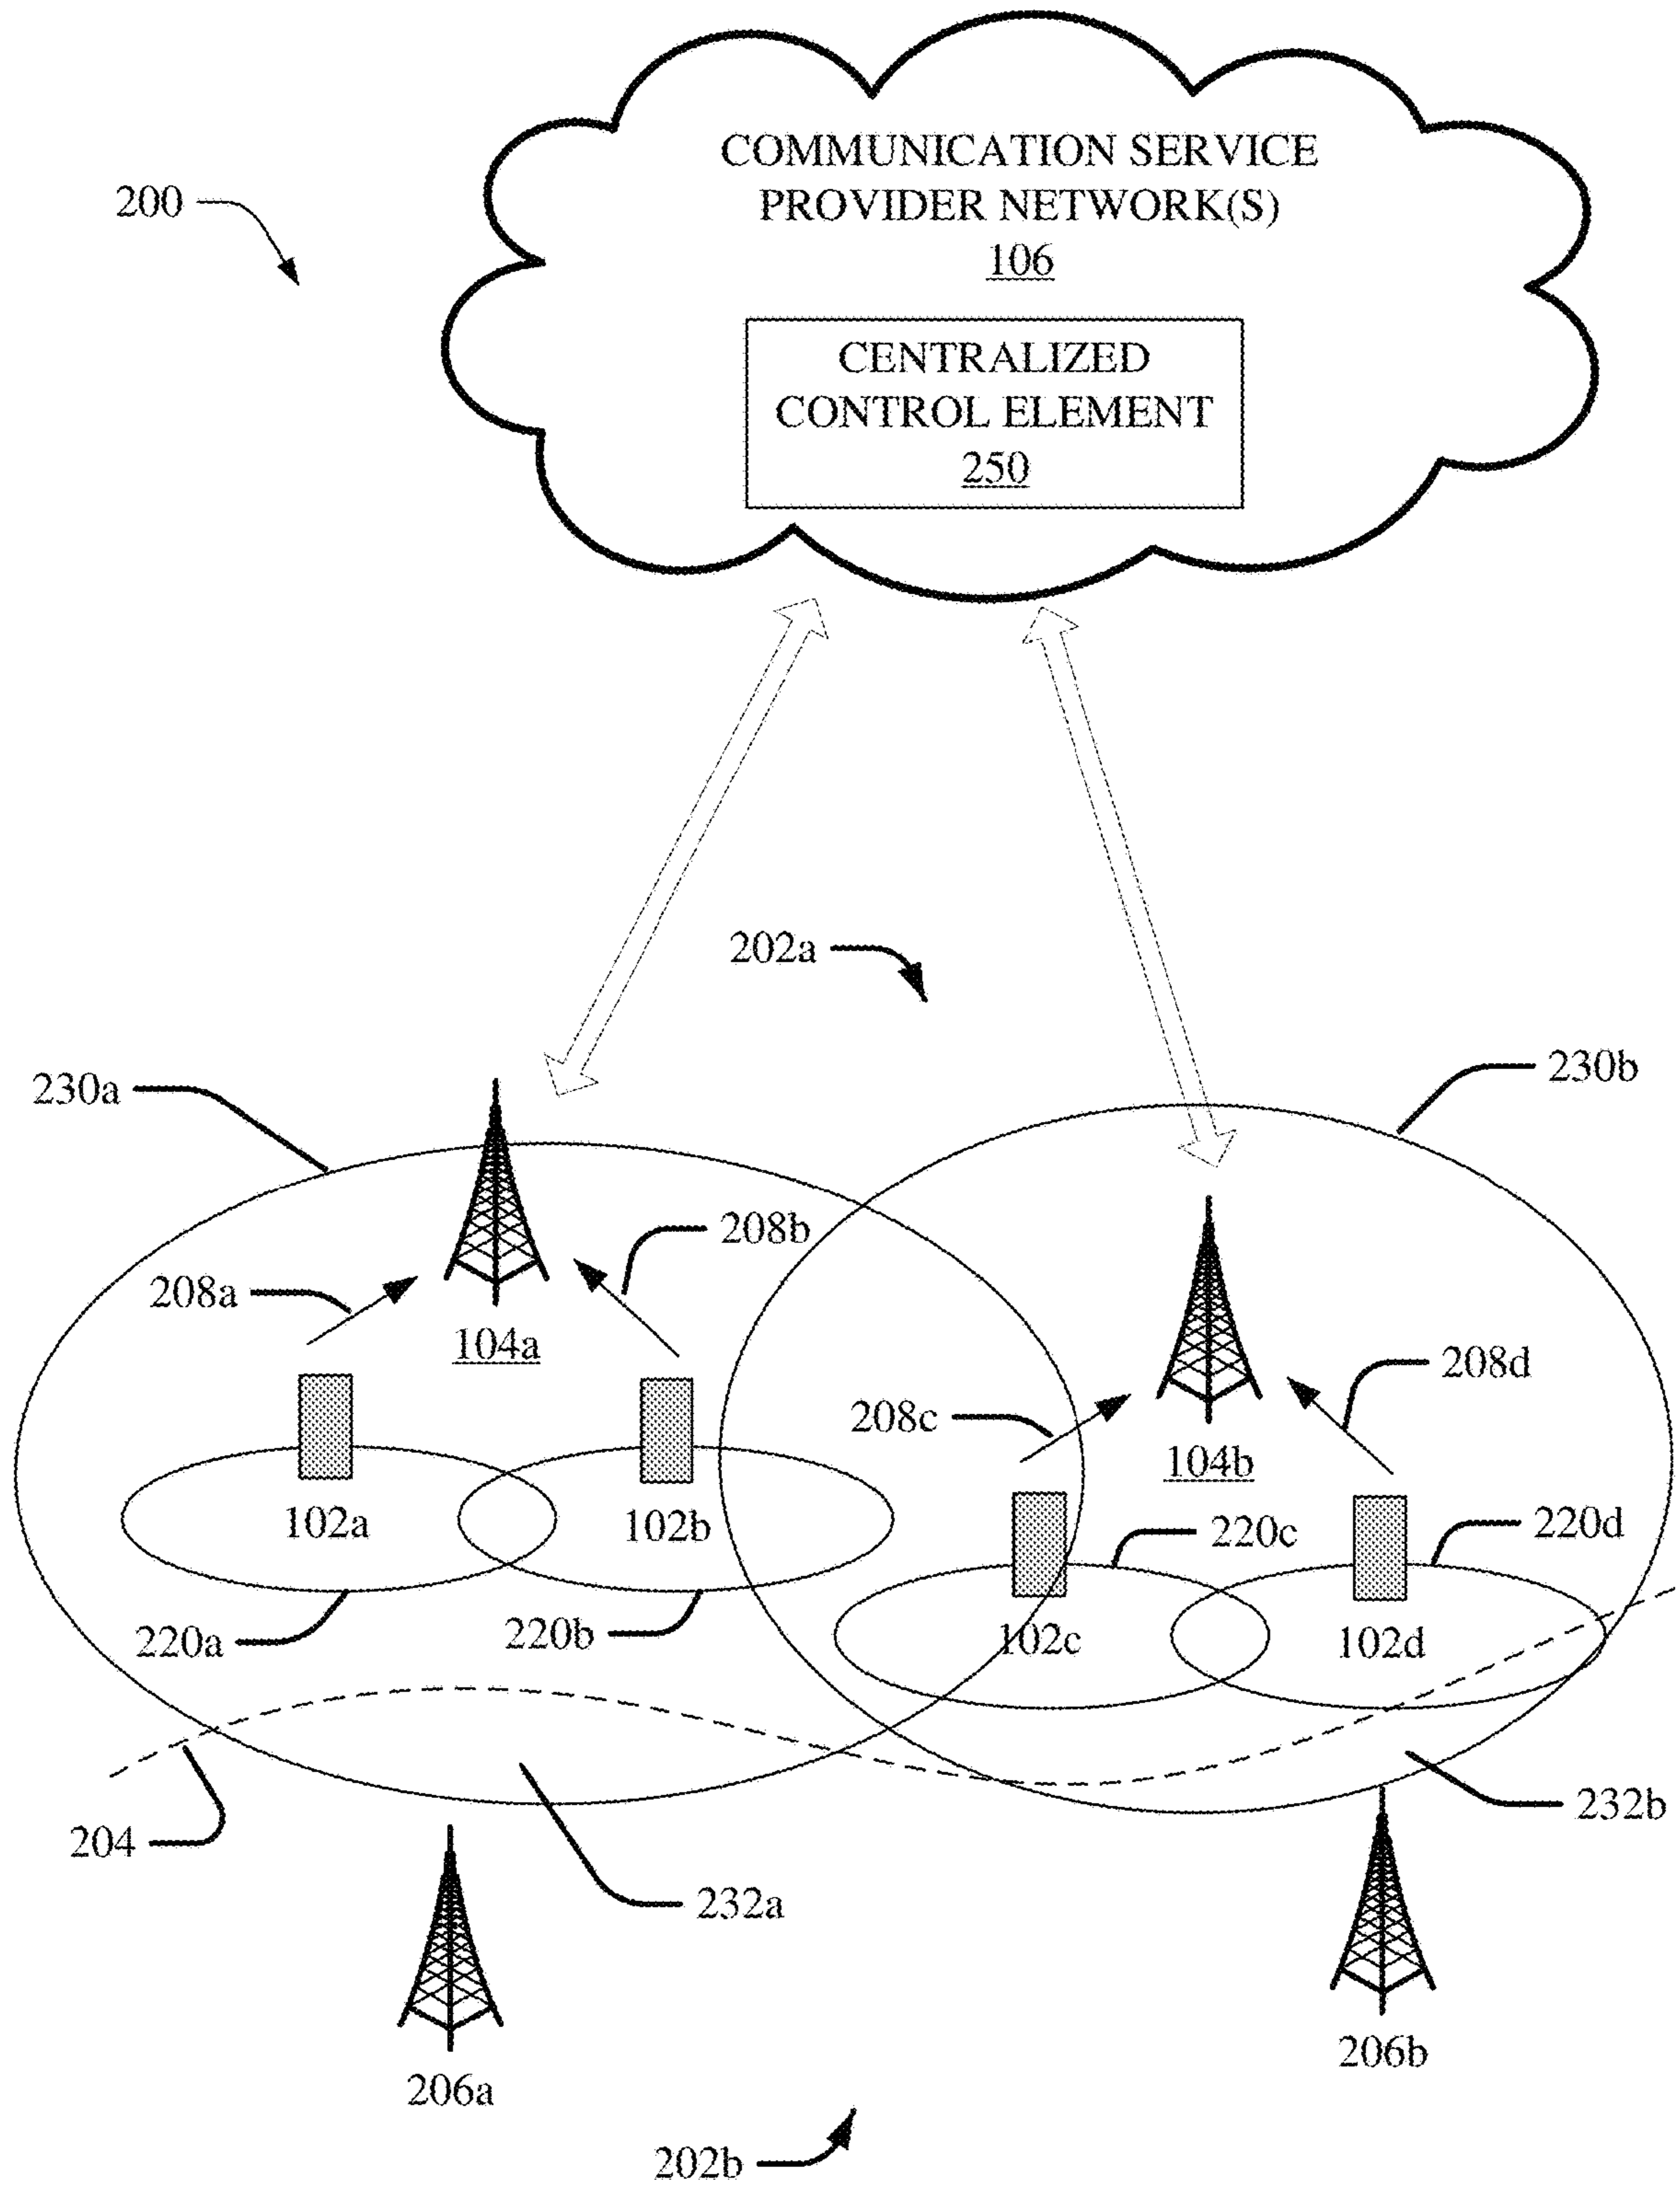 COMMUNICATION SERVICE
PROVIDER NETWORK(S)
106
200
CENTRALIZED
CONTROL ELEMENT
250
202a
230a
230b
208b
208a
104a
208d
208c
104b
102a
102b
220c
220d
220a
220b
102c
102d
204
232a
232b
206a
206b
202b